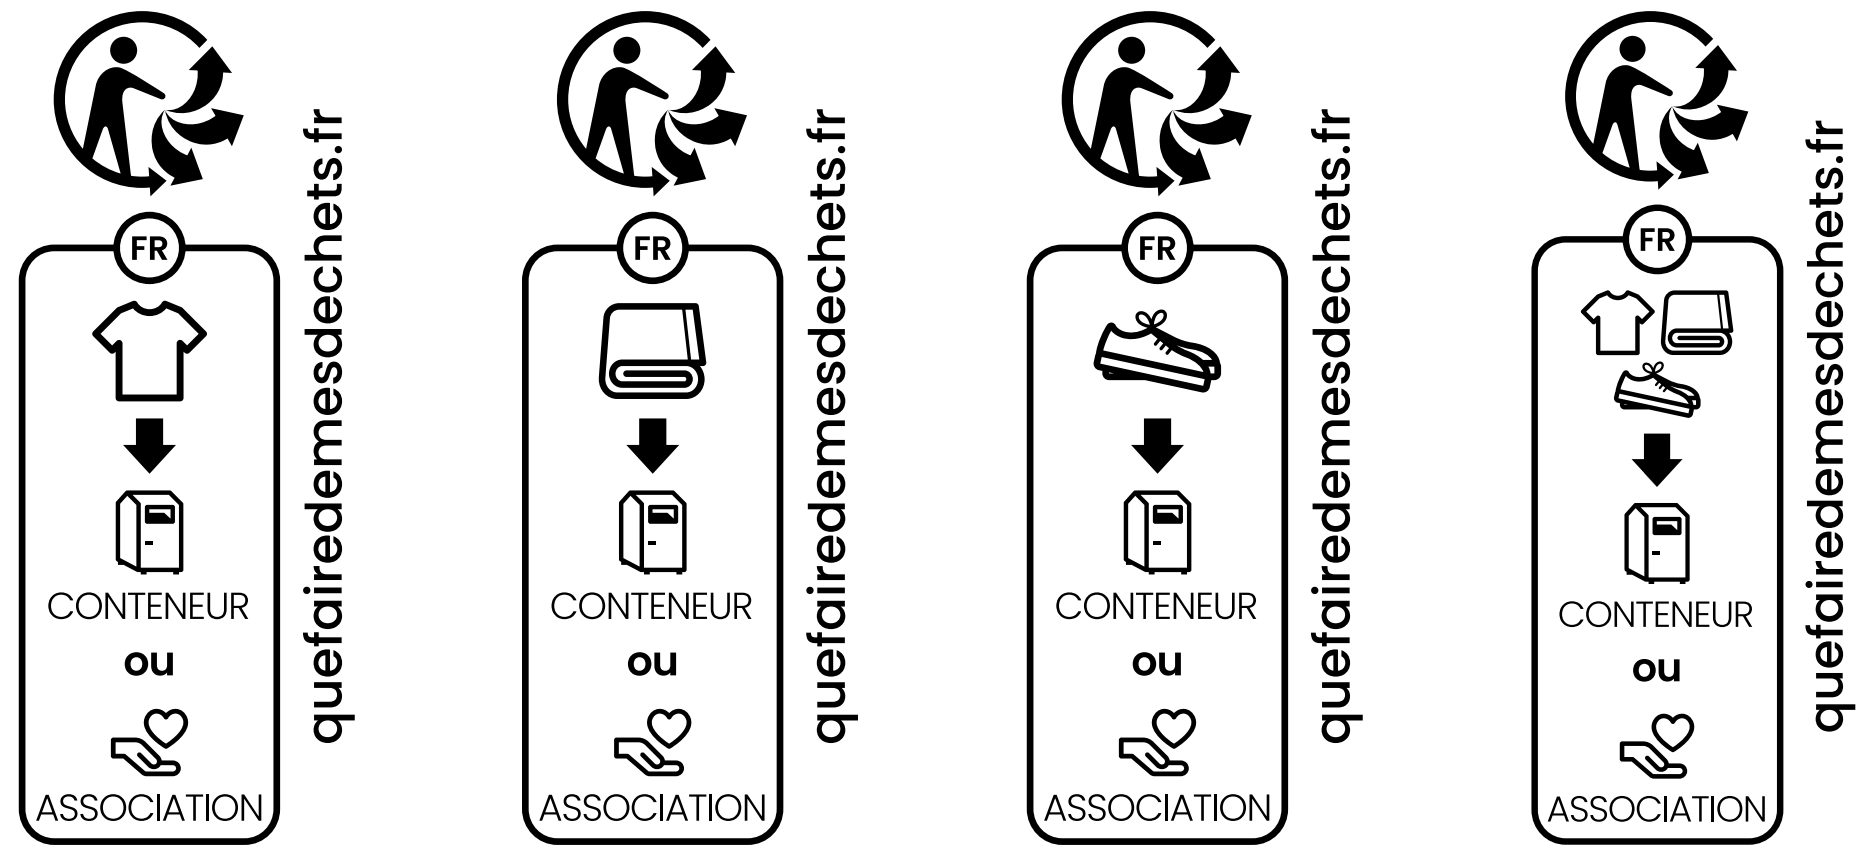 FR
CONTENEUR
ou
ASSOCIATION
quefairedemesdechets.fr
FR
CONTENEUR
ou
ASSOCIATION
quefairedemesdechets.fr
FR
CONTENEUR
ou
ASSOCIATION
quefairedemesdechets.fr
FR
CONTENEUR
ou
ASSOCIATION
quefairedemesdechets.fr